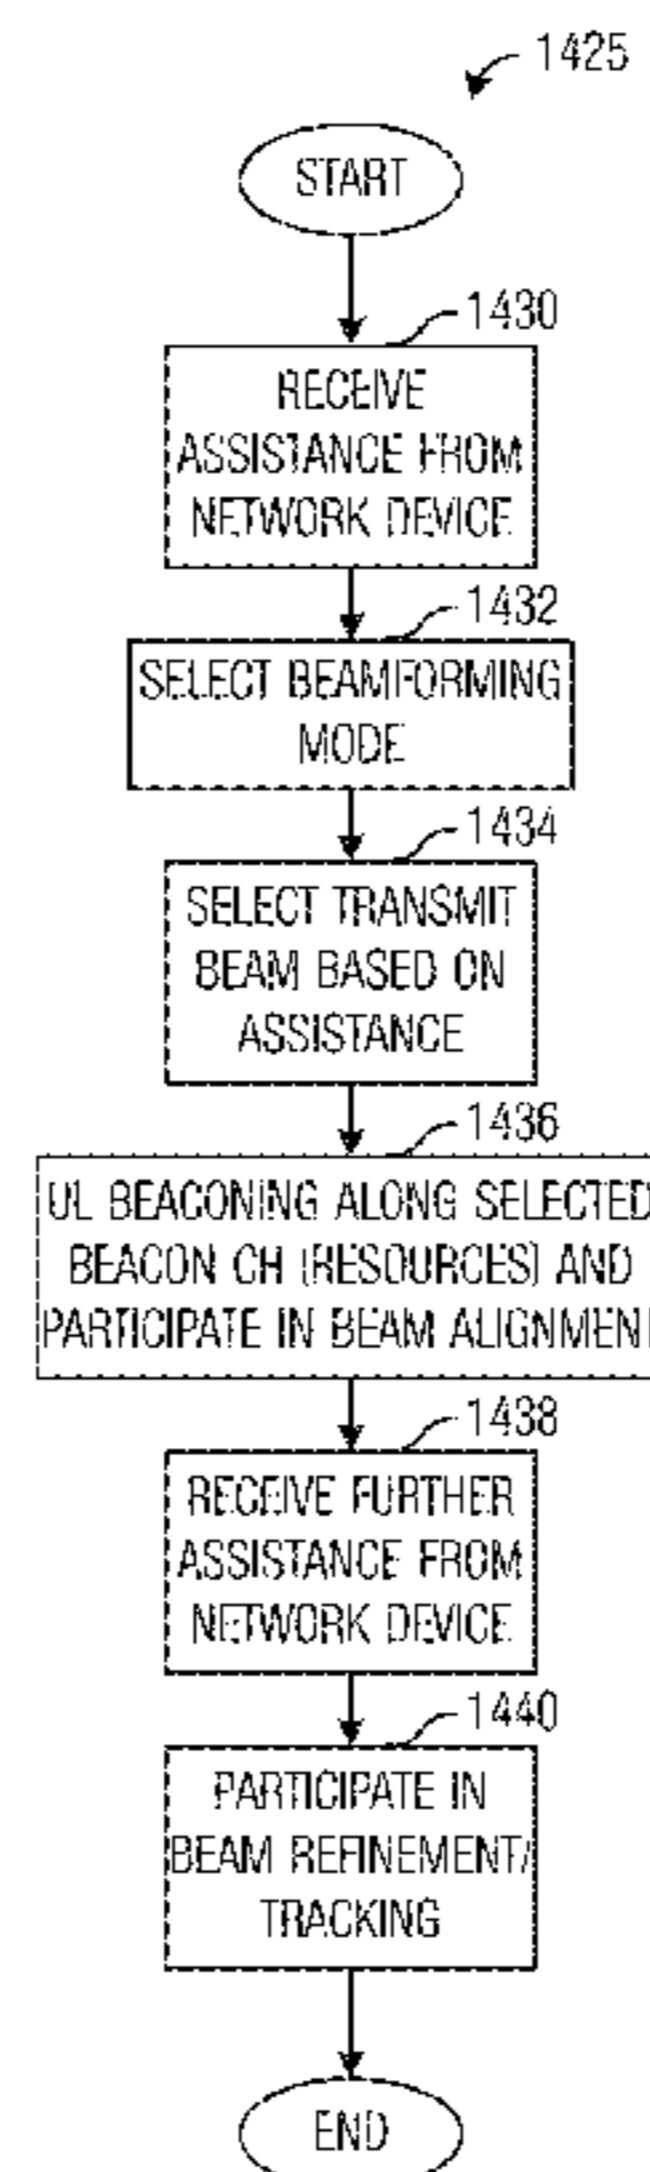 1425
START
1430
RECEIVE
ASSISTANCE FROM
NETWORK DEVICE
1432
SELECT BEAMFORMING
MODE
1434
SELECT TRANSMIT
BEAM BASED ON
ASSISTANCE
1436
UL BEACONING ALONG SELECTED
BEACON CH (RESOURCES) AND
PARTICIPATE IN BEAM ALIGNMENT
1438
RECEIVE FURTHER
ASSISTANCE FROM
NETWORK DEVICE
1440
PARTICIPATE IN
BEAM REFINEMENT/
TRACKING
END